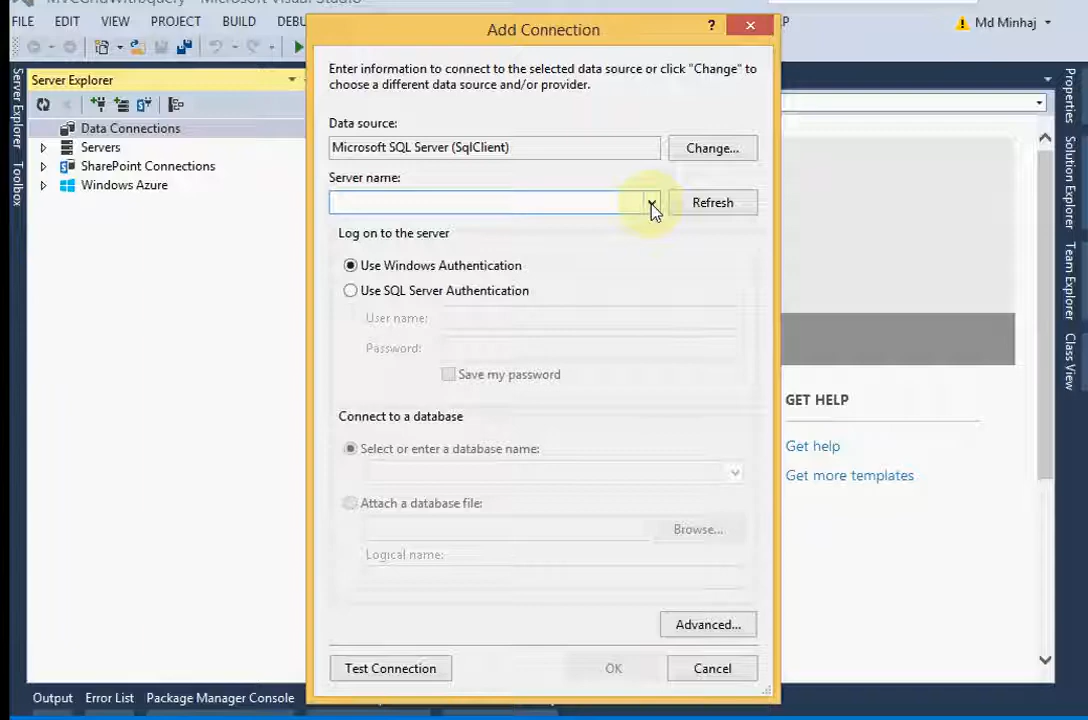 Microsoft Visual Studio
FILE EDIT VIEW PROJECT BUILD
Md Minhaj
Add Connection
?
Server Explorer
Enter information to connect to the selected data source or click "Change" to
choose a different data source and/or provider.
Data Connections
Servers
SharePoint Connections
Windows Azure
Data source:
Microsoft SQL Server (SqlClient)
Change...
Server name:
Refresh
Log on to the server
Use Windows Authentication
Use SQL Server Authentication
User name:
Password:
Save my password
Connect to a database
Select or enter a database name:
Attach a database file:
Browse...
Logical name:
Advanced...
Test Connection
OK
Cancel
GET HELP
Get help
Get more templates
Server Explorer
Toolbox
Properties
Solution Explorer
Team Explorer
Class View
Output Error List Package Manager Console